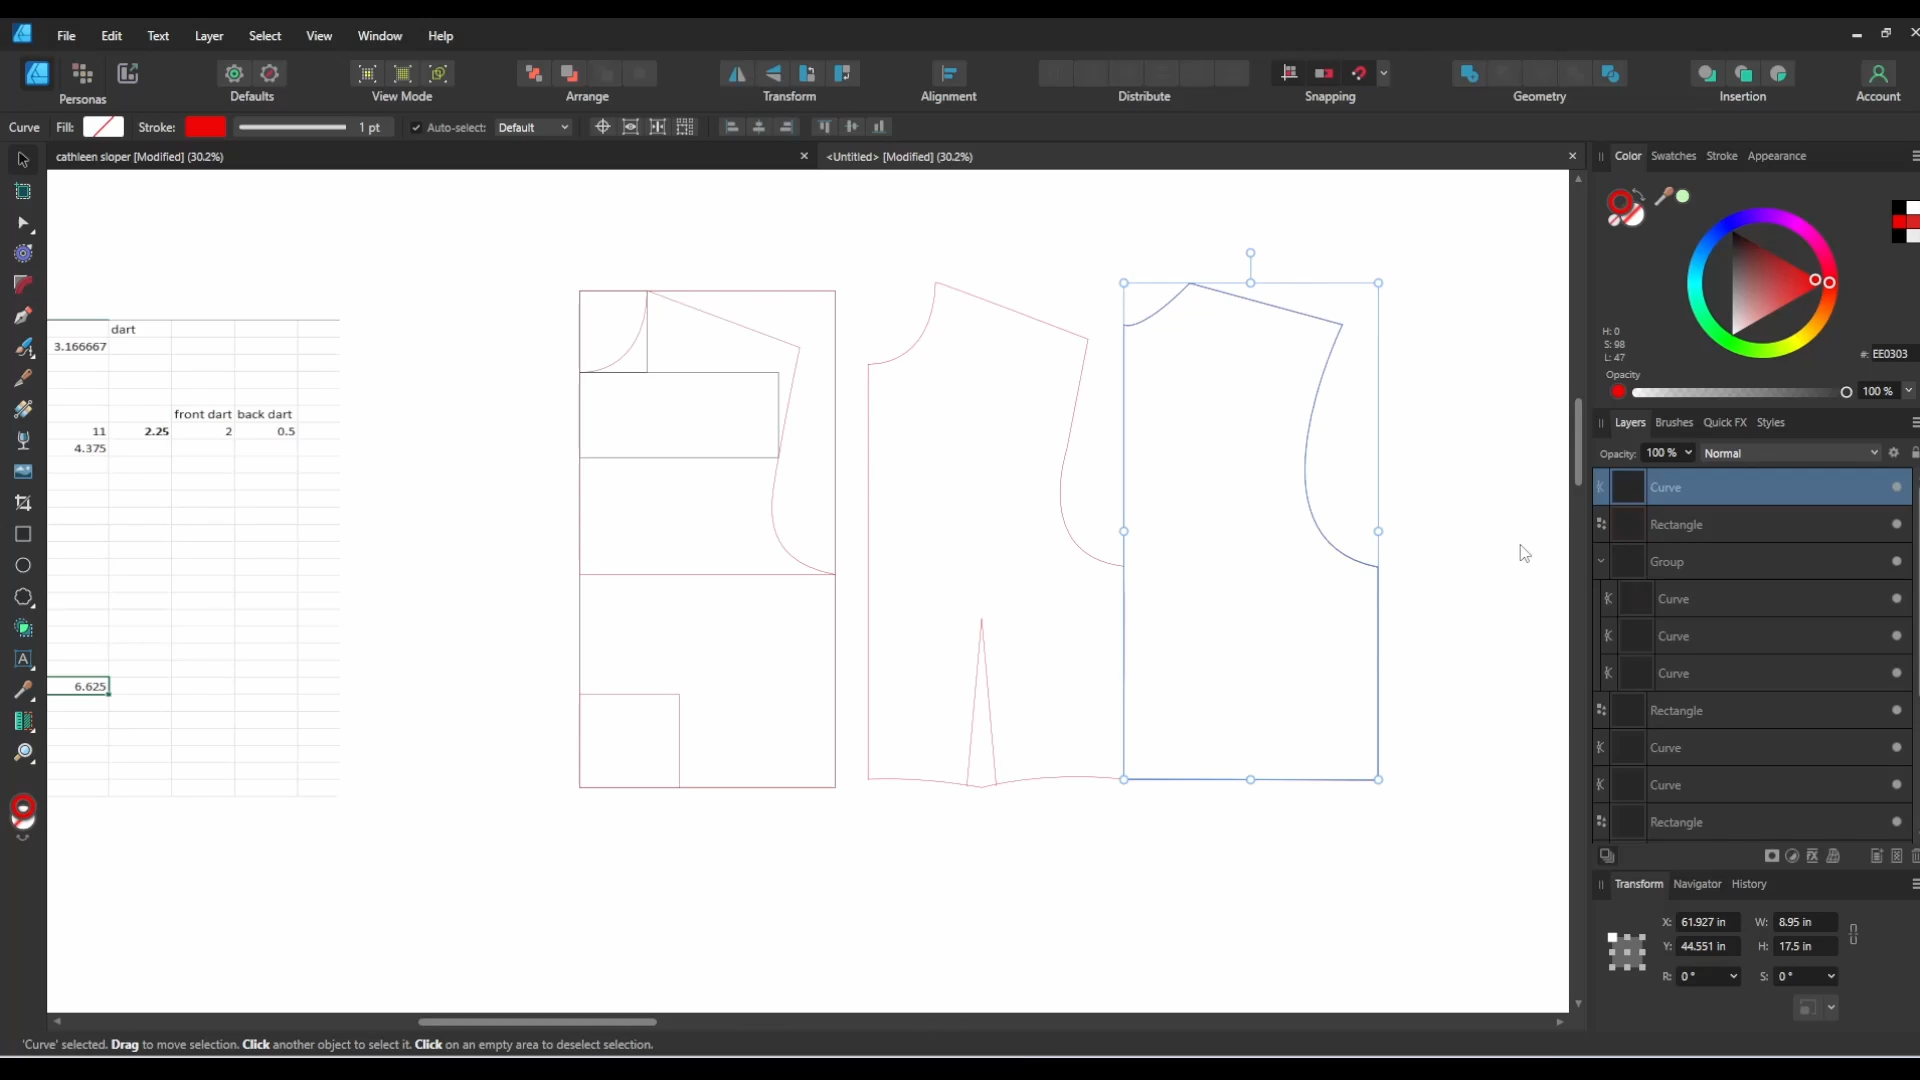 File Edit Text Layer Select View Window Help
Personas Defaults View Mode Arrange Transform Alignment Distribute Snapping Geometry Insertion Account
Curve Fill: Stroke: 1 pt Auto-select: Default
cathleen sloper [Modified] (30.2%)
<Untitled> [Modified] (30.2%)
Color Swatches Stroke Appearance
H: 0
S: 98
L: 47
#: EE0303
Opacity
100 %
Layers Brushes Quick FX Styles
Opacity: 100 % Normal
Curve
Rectangle
Group
Curve
Curve
Curve
Rectangle
Curve
Curve
Rectangle
Transform Navigator History
X: 61.927 in W: 8.95 in
Y: 44.551 in H: 17.5 in
R: 0° S: 0°
dart
3.166667
front dart back dart
11 2.25 2 0.5
4.375
6.625
'Curve' selected. Drag to move selection. Click another object to select it. Click on an empty area to deselect selection.